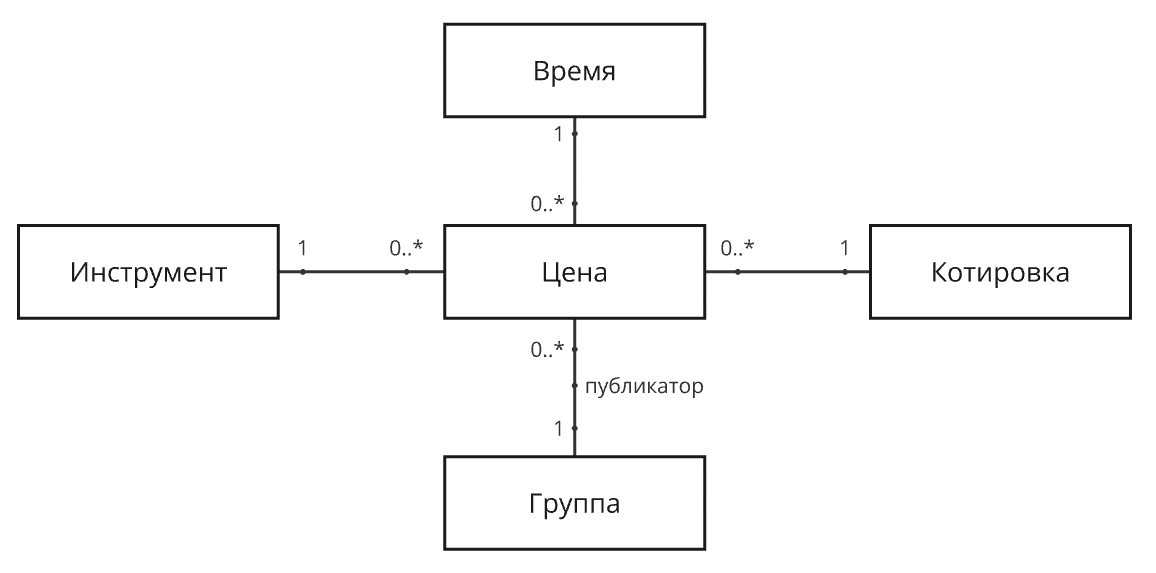 Время
1
0..*
1
0..*
0..*
1
Инструмент
Цена
Котировка
0..*
публикатор
1
Группа